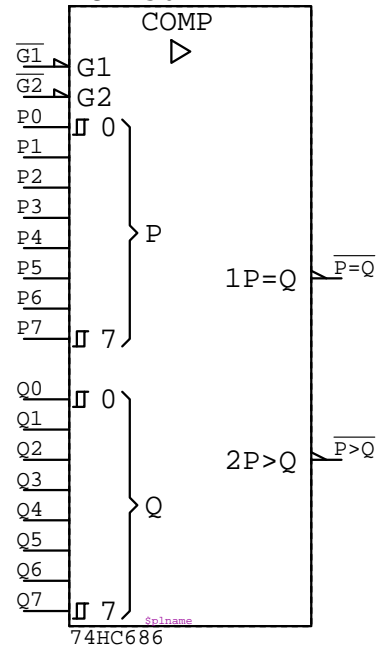 COMP
G1
G1
G2
G2
P0
0
P1
P2
P3
P4
P
P5
1P=Q
P=Q
P6
P7
7
Q0
0
Q1
Q2
2P>Q
P>Q
Q3
Q4
Q
Q5
Q6
Q7
7
$plname
74HC686